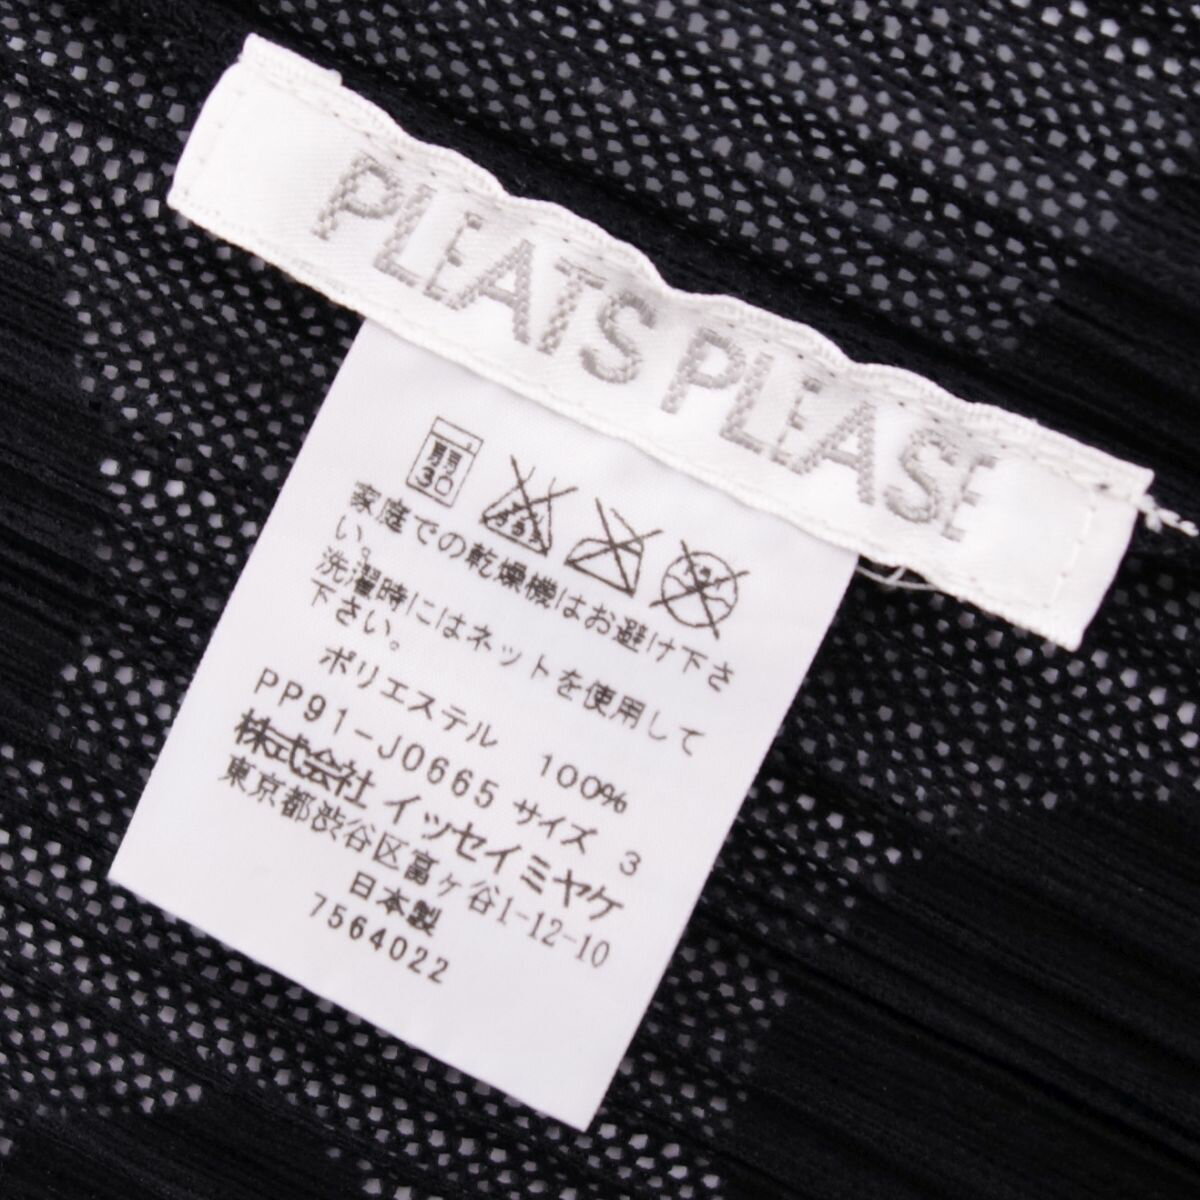 PLEATS PLEASE
弱
30
家庭での乾燥機はお避け下さ
い。
洗濯時にはネットを使用して
下さい。
ポリエステル 100%
PP91-J0665 サイズ 3
株式会社 イッセイミヤケ
東京都渋谷区富ヶ谷1-12-10
日本製
7564022